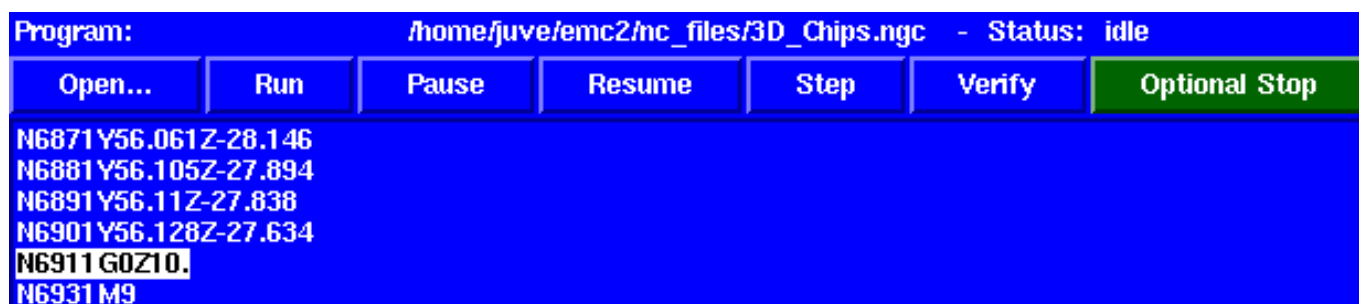 Program: /home/juve/emc2/nc_files/3D_Chips.ngc - Status: idle
Open... Run Pause Resume Step Verify Optional Stop
N6871Y56.061Z-28.146
N6881Y56.105Z-27.894
N6891Y56.11Z-27.838
N6901Y56.128Z-27.634
N6911G0Z10.
N6931M9